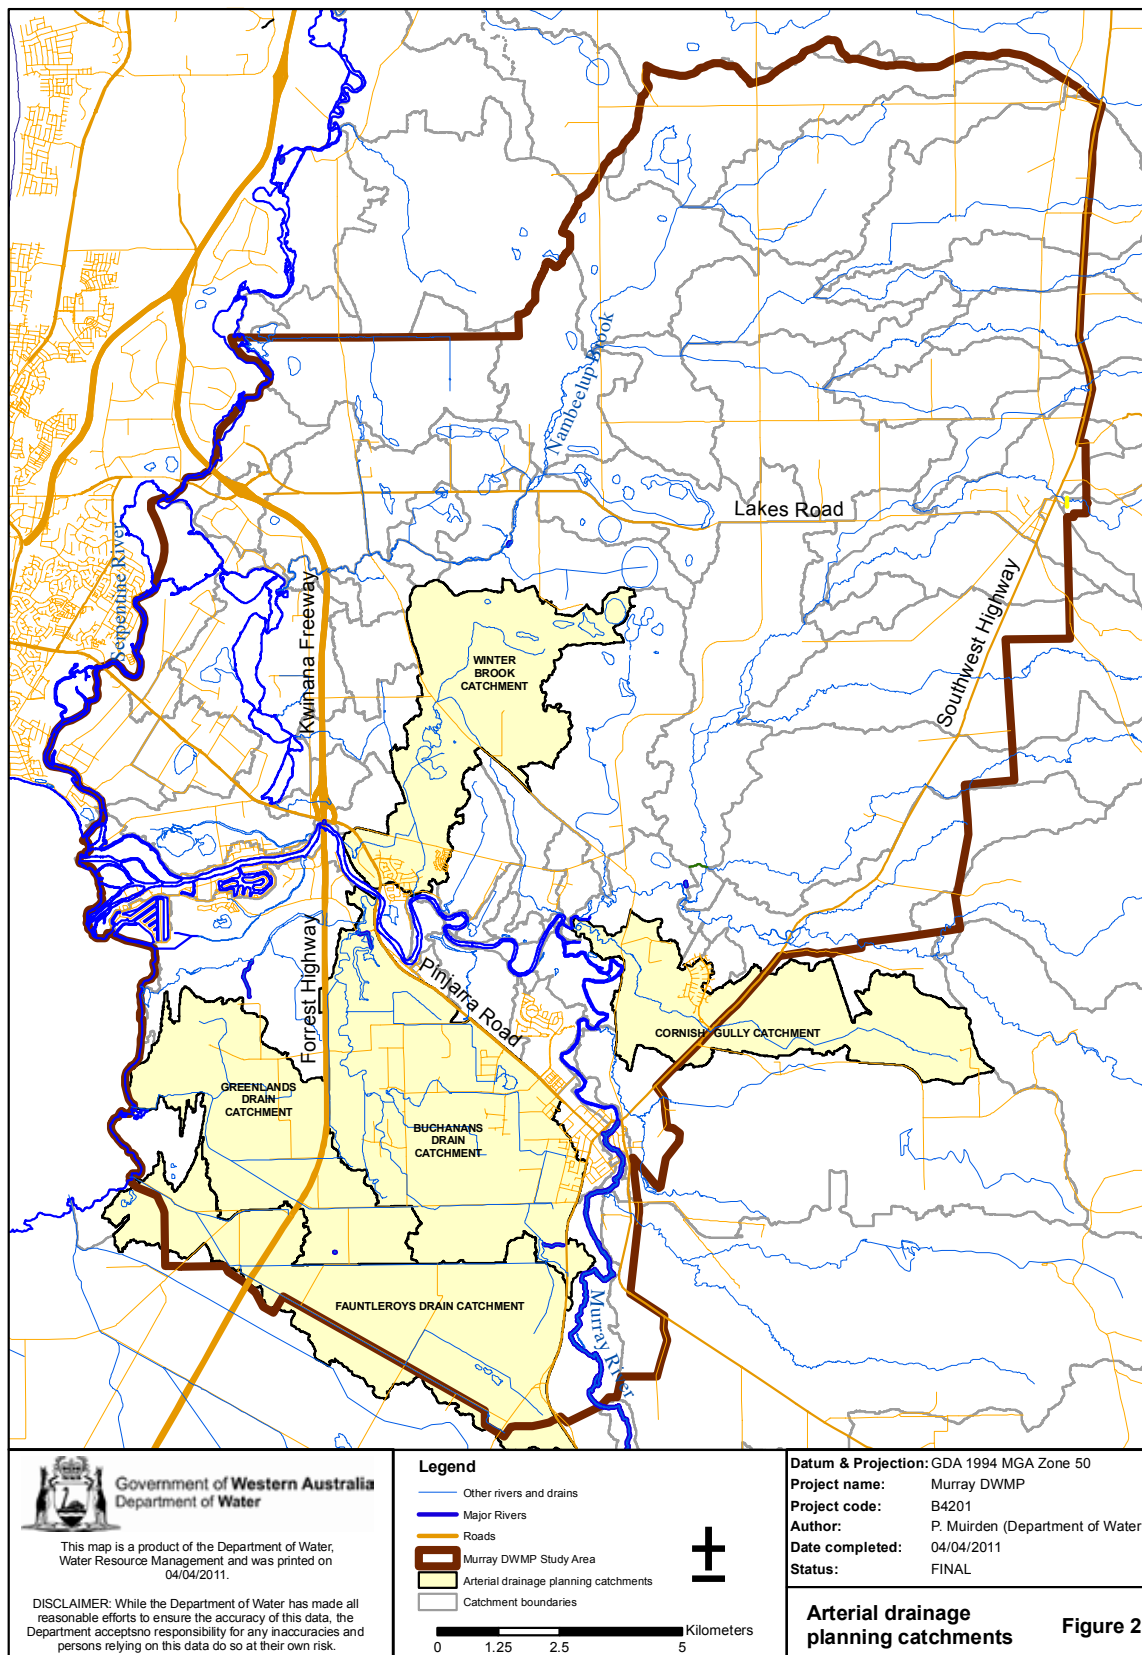 Nambeelup Brook
Lakes Road
Serpentine River
Kwinana Freeway
Southwest Highway
WINTER
BROOK
CATCHMENT
Forrest Highway
Pinjarra Road
CORNISH GULLY CATCHMENT
GREENLANDS
DRAIN
CATCHMENT
BUCHANANS
DRAIN
CATCHMENT
FAUNTLEROYS DRAIN CATCHMENT
Murray River
Government of Western Australia
Department of Water
This map is a product of the Department of Water,
Water Resource Management and was printed on
04/04/2011.
DISCLAIMER: While the Department of Water has made all
reasonable efforts to ensure the accuracy of this data, the
Department acceptsno responsibility for any inaccuracies and
persons relying on this data do so at their own risk.
Legend
Other rivers and drains
Major Rivers
Roads
Murray DWMP Study Area
Arterial drainage planning catchments
Catchment boundaries
Kilometers
0 1.25 2.5 5
Datum & Projection: GDA 1994 MGA Zone 50
Project name: Murray DWMP
Project code: B4201
Author: P. Muirden (Department of Water
Date completed: 04/04/2011
Status: FINAL
Arterial drainage
planning catchments
Figure 2